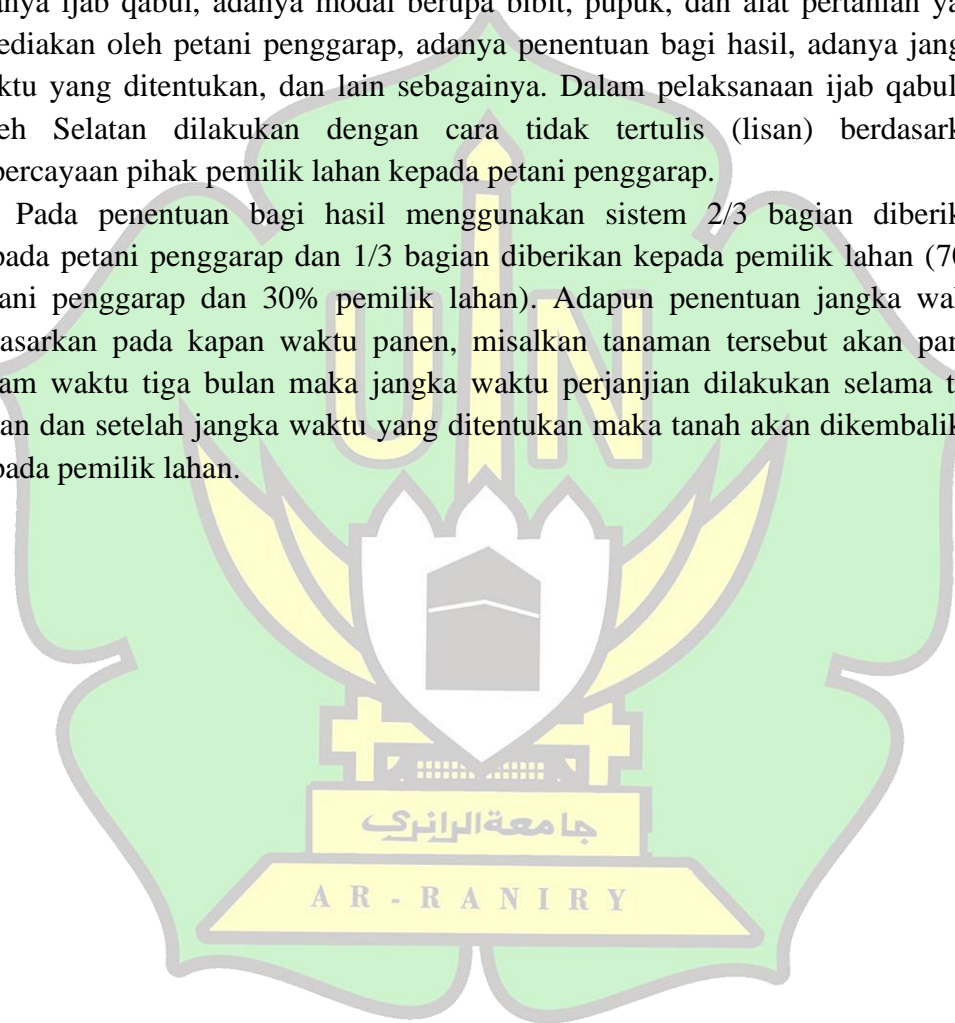 anya ijab qabul, adanya modal berupa bibit, pupuk, dan alat pertanian ya
ediakan oleh petani penggarap, adanya penentuan bagi hasil, adanya jang
ktu yang ditentukan, dan lain sebagainya. Dalam pelaksanaan ijab qabul
eh Selatan dilakukan dengan cara tidak tertulis (lisan) berdasark
percayaan pihak pemilik lahan kepada petani penggarap.
Pada penentuan bagi hasil menggunakan sistem 2/3 bagian diberik
pada petani penggarap dan 1/3 bagian diberikan kepada pemilik lahan (70
ani penggarap dan 30% pemilik lahan). Adapun penentuan jangka wak
asarkan pada kapan waktu panen, misalkan tanaman tersebut akan pan
am waktu tiga bulan maka jangka waktu perjanjian dilakukan selama t
an dan setelah jangka waktu yang ditentukan maka tanah akan dikembalik
pada pemilik lahan.
UIN
جامعة الرانري
AR-RANIRY